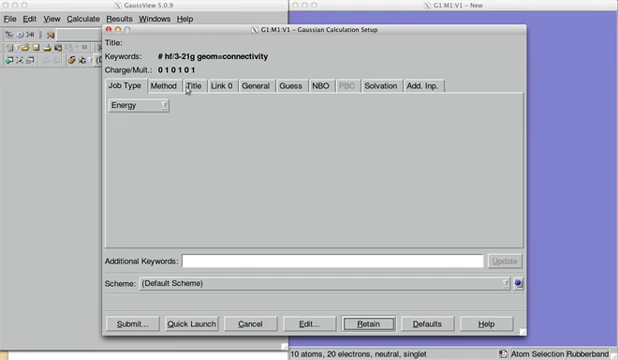 GaussView 5.0.9
File Edit View Calculate Results Windows Help
G1:M1:V1 - New
G1:M1:V1 - Gaussian Calculation Setup
Title:
Keywords: # hf/3-21g geom=connectivity
Charge/Mult.: 0 1 0 1 0 1
Job Type Method Title Link 0 General Guess NBO PBC Solvation Add. Inp.
Energy
Additional Keywords: Update
Scheme: (Default Scheme)
Submit... Quick Launch Cancel Edit... Retain Defaults Help
10 atoms, 20 electrons, neutral, singlet Atom Selection Rubberband